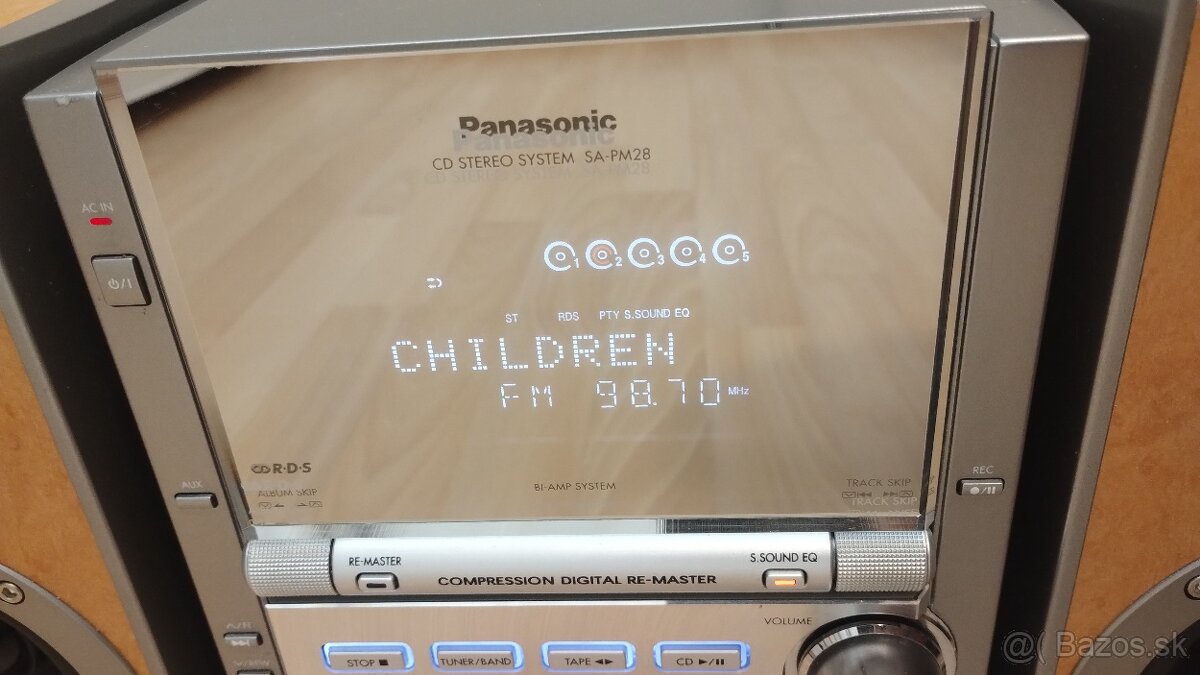 Panasonic
CD STEREO SYSTEM SA-PM28
AC IN
⏻/I
1 2 3 4 5
ST RDS PTY S.SOUND EQ
CHILDREN
FM 98.70 MHz
R·D·S
AUX
ALBUM SKIP
BI-AMP SYSTEM
TRACK SKIP
REC
●/II
RE-MASTER
S.SOUND EQ
COMPRESSION DIGITAL RE-MASTER
VOLUME
STOP ■
TUNER/BAND
TAPE ◄►
CD ►/II
@( Bazos.sk